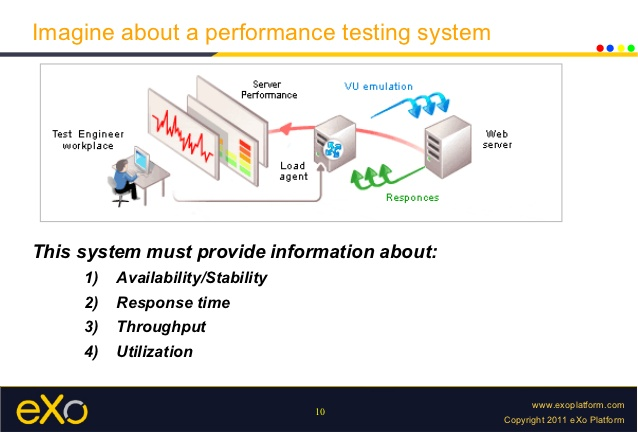 Imagine about a performance testing system
Server
Performance
VU emulation
Test Engineer
workplace
Load
agent
Web
server
Responces
This system must provide information about:
1) Availability/Stability
2) Response time
3) Throughput
4) Utilization
eXo
10
www.exoplatform.com
Copyright 2011 eXo Platform